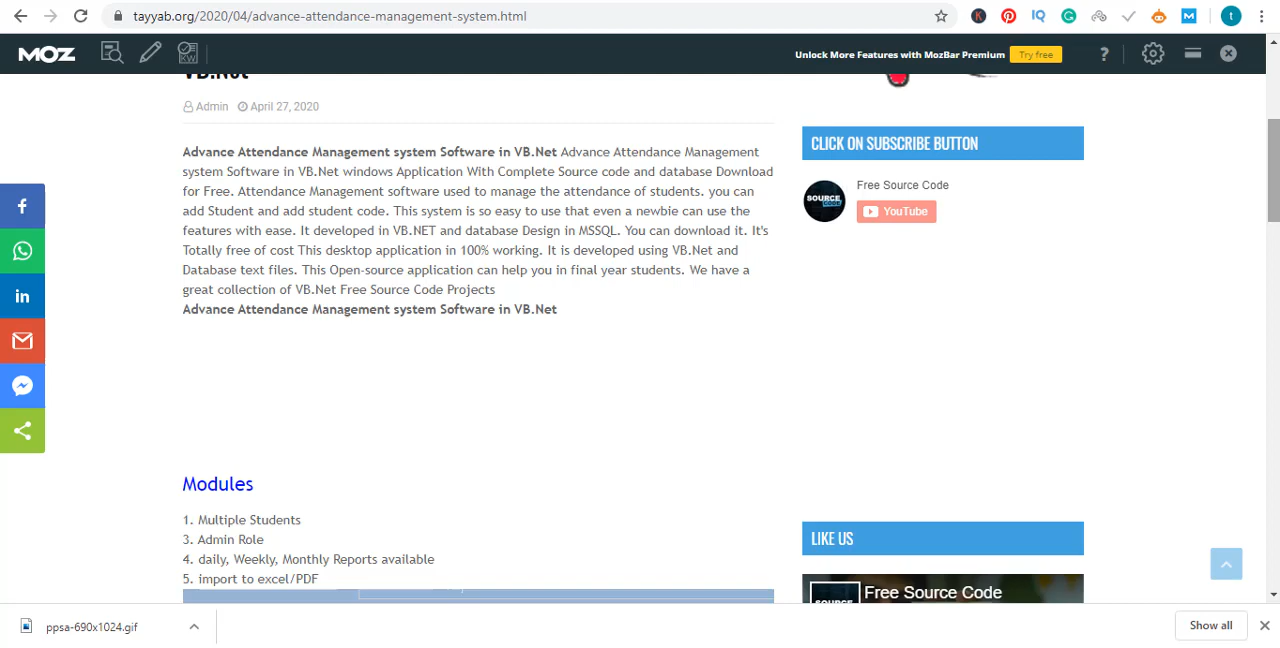 tayyab.org/2020/04/advance-attendance-management-system.html
MOZ
Unlock More Features with MozBar Premium
Try free
?
VB.Net
Admin April 27, 2020
Advance Attendance Management system Software in VB.Net Advance Attendance Management
system Software in VB.Net windows Application With Complete Source code and database Download
for Free. Attendance Management software used to manage the attendance of students. you can
add Student and add student code. This system is so easy to use that even a newbie can use the
features with ease. It developed in VB.NET and database Design in MSSQL. You can download it. It's
Totally free of cost This desktop application in 100% working. It is developed using VB.Net and
Database text files. This Open-source application can help you in final year students. We have a
great collection of VB.Net Free Source Code Projects
Advance Attendance Management system Software in VB.Net
Modules
1. Multiple Students
3. Admin Role
4. daily, Weekly, Monthly Reports available
5. import to excel/PDF
CLICK ON SUBSCRIBE BUTTON
SOURCE
Free Source Code
YouTube
LIKE US
SOURCE
Free Source Code
ppsa-690x1024.gif
Show all